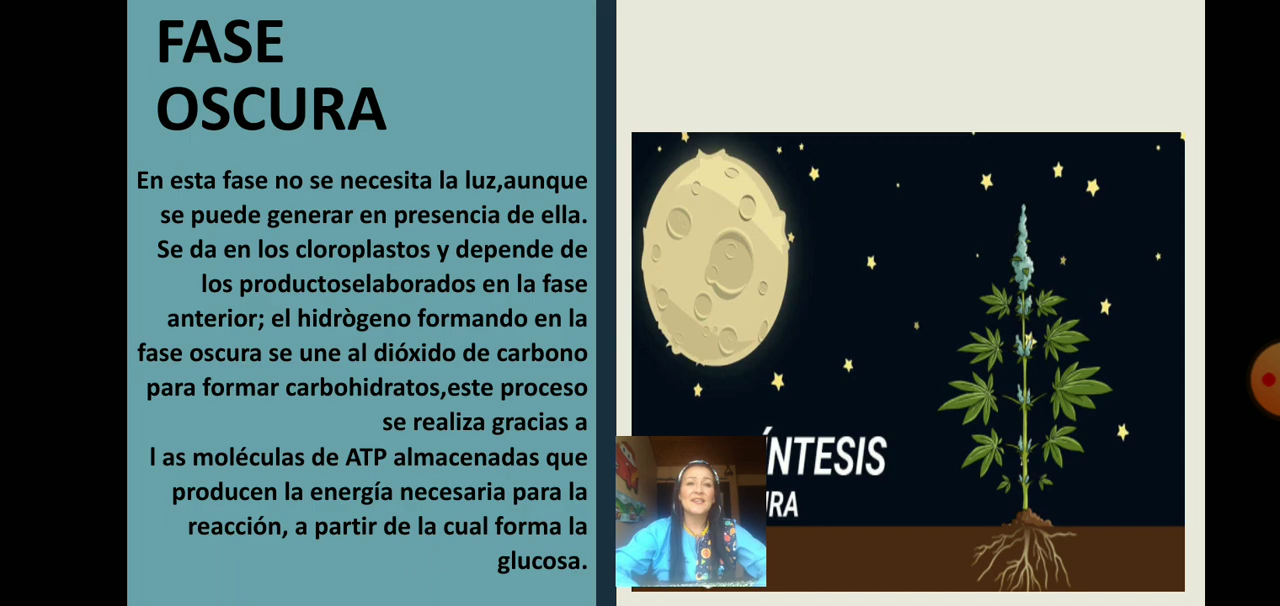 FASE
OSCURA
En esta fase no se necesita la luz,aunque
se puede generar en presencia de ella.
Se da en los cloroplastos y depende de
los productoselaborados en la fase
anterior; el hidrògeno formando en la
fase oscura se une al dióxido de carbono
para formar carbohidratos,este proceso
se realiza gracias a
l as moléculas de ATP almacenadas que
producen la energía necesaria para la
reacción, a partir de la cual forma la
glucosa.
ÍNTESIS
URA